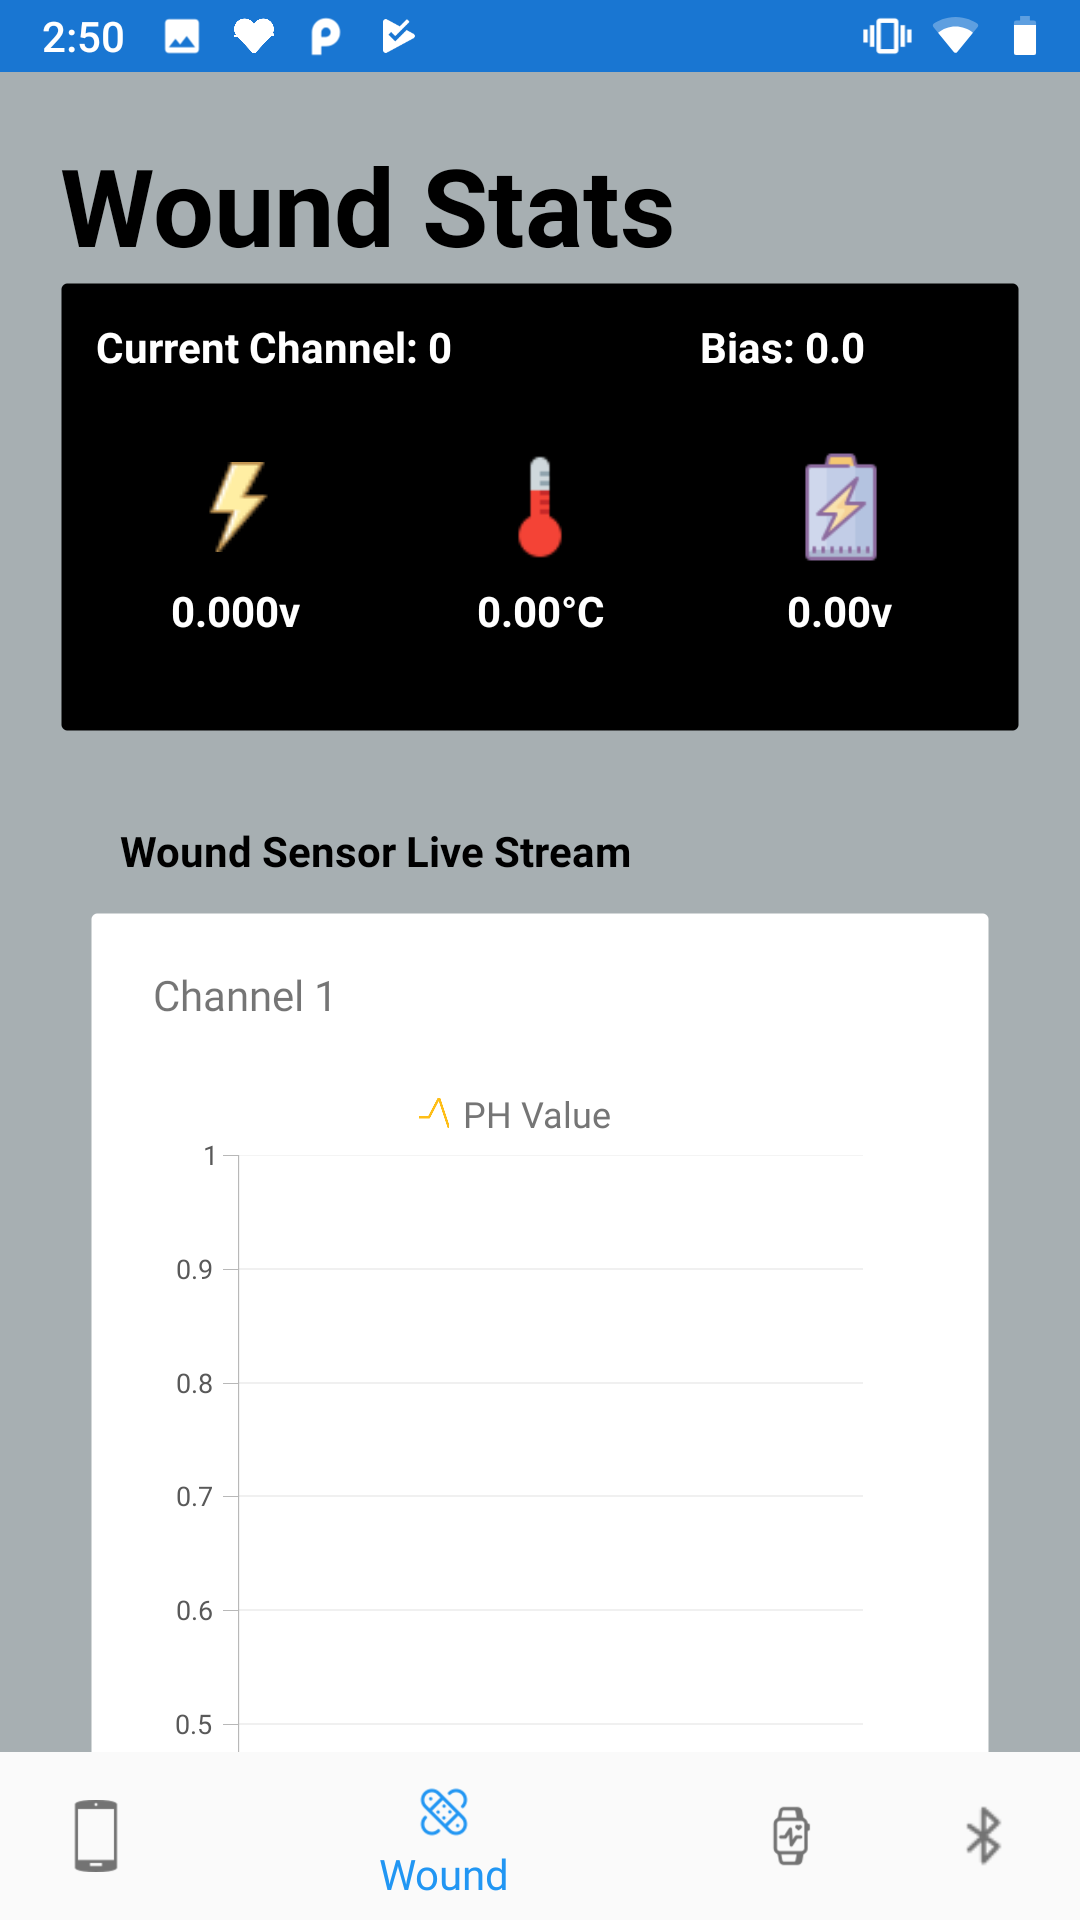 2:50
Wound Stats
Current Channel: 0 Bias: 0.0
0.000v 0.00°C 0.00v
Wound Sensor Live Stream
Channel 1
PH Value
1
0.9
0.8
0.7
0.6
0.5
Wound